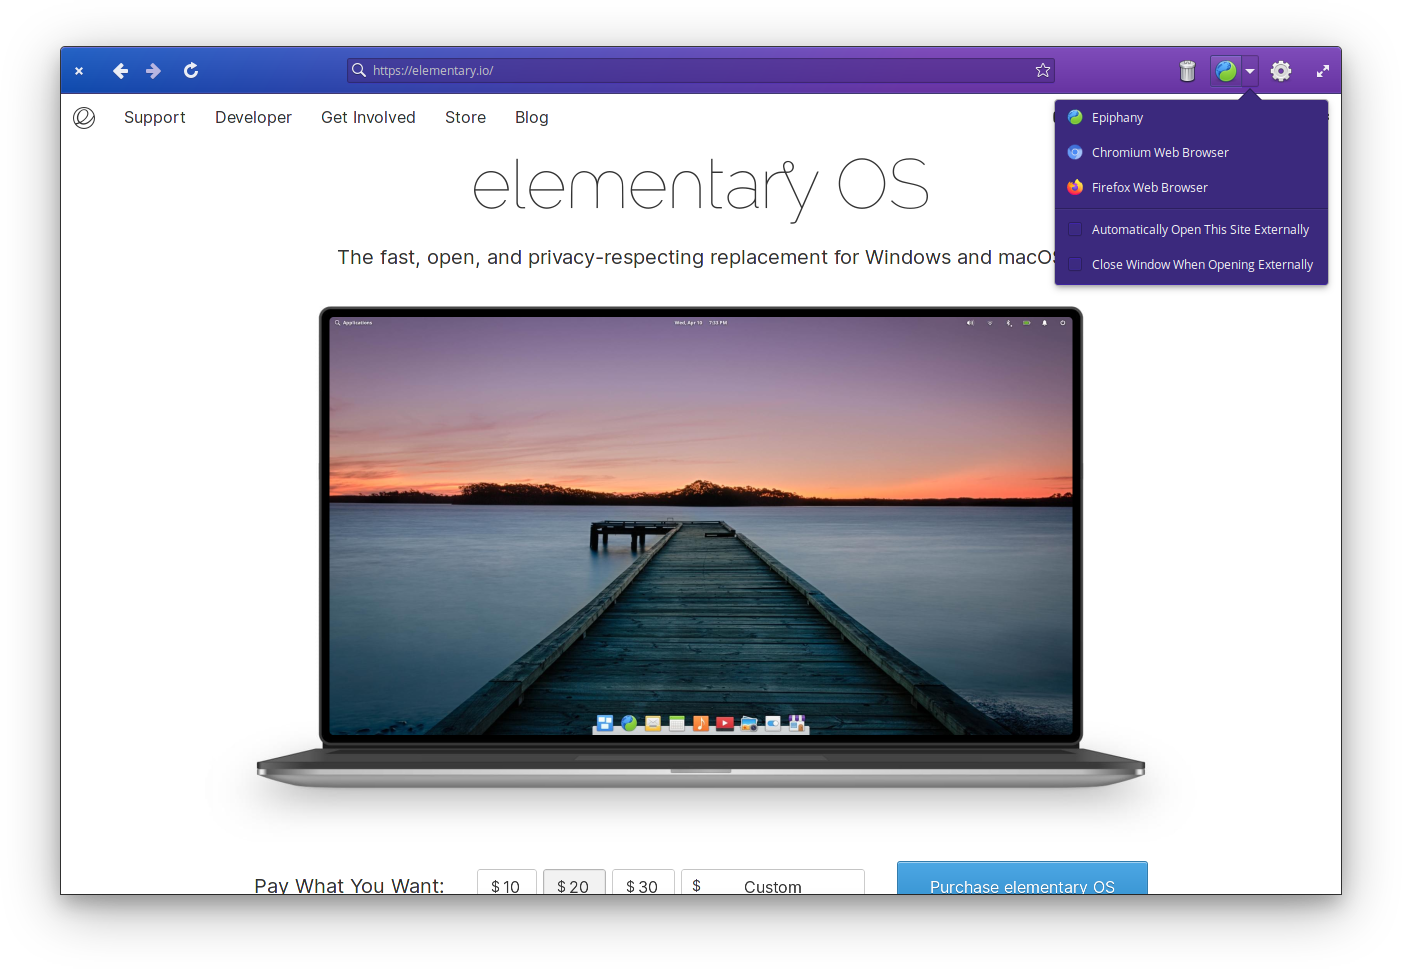 https://elementary.io/
Support Developer Get Involved Store Blog
Epiphany
Chromium Web Browser
Firefox Web Browser
Automatically Open This Site Externally
Close Window When Opening Externally
elementary OS
The fast, open, and privacy-respecting replacement for Windows and macOS
Applications Wed, Apr 10 7:33 PM
Pay What You Want: $ 10 $ 20 $ 30 $ Custom Purchase elementary OS